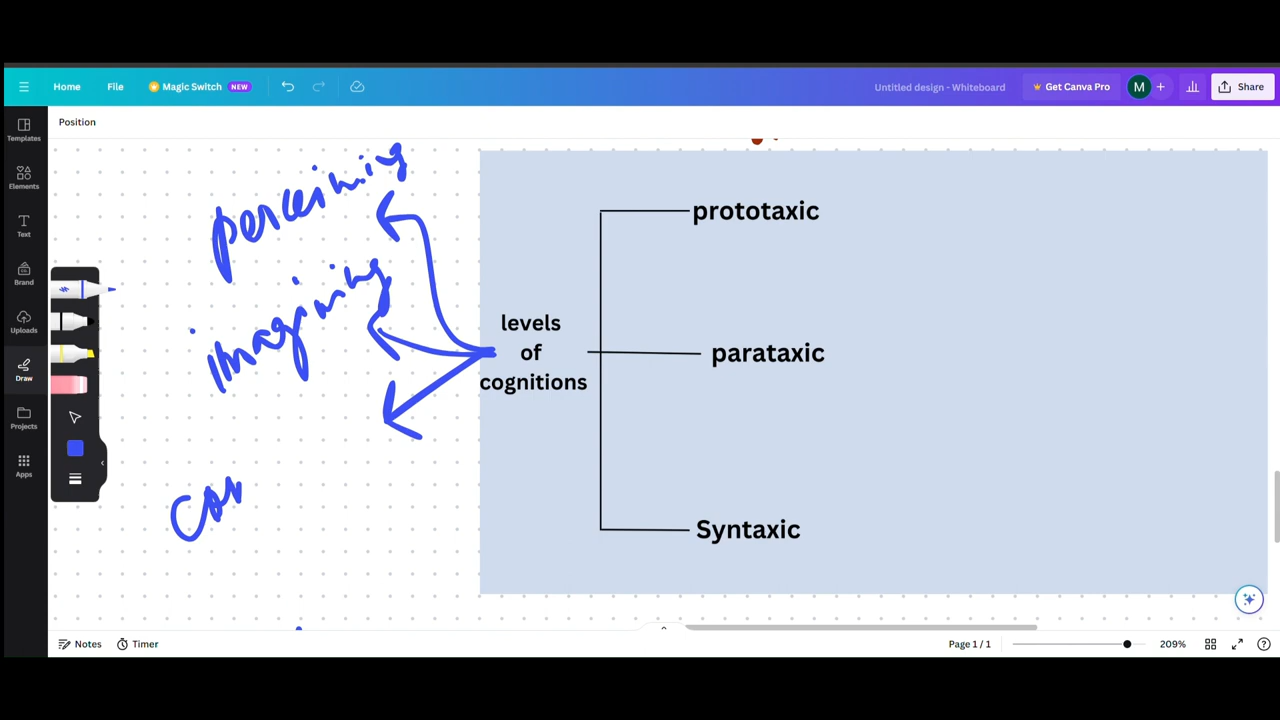 Home File Magic Switch NEW Untitled design - Whiteboard Get Canva Pro M + Share
Position
Templates
Elements
Text
Brand
Uploads
Draw
Projects
Apps
perceiving
imagining
levels
of
cognitions
prototaxic
parataxic
Syntaxic
Notes Timer Page 1 / 1 209%